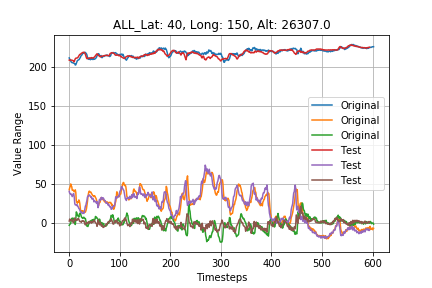 ALL_Lat: 40, Long: 150, Alt: 26307.0
Value Range
200
150
100
50
0
Original
Original
Original
Test
Test
Test
0
100
200
300
400
500
600
Timesteps